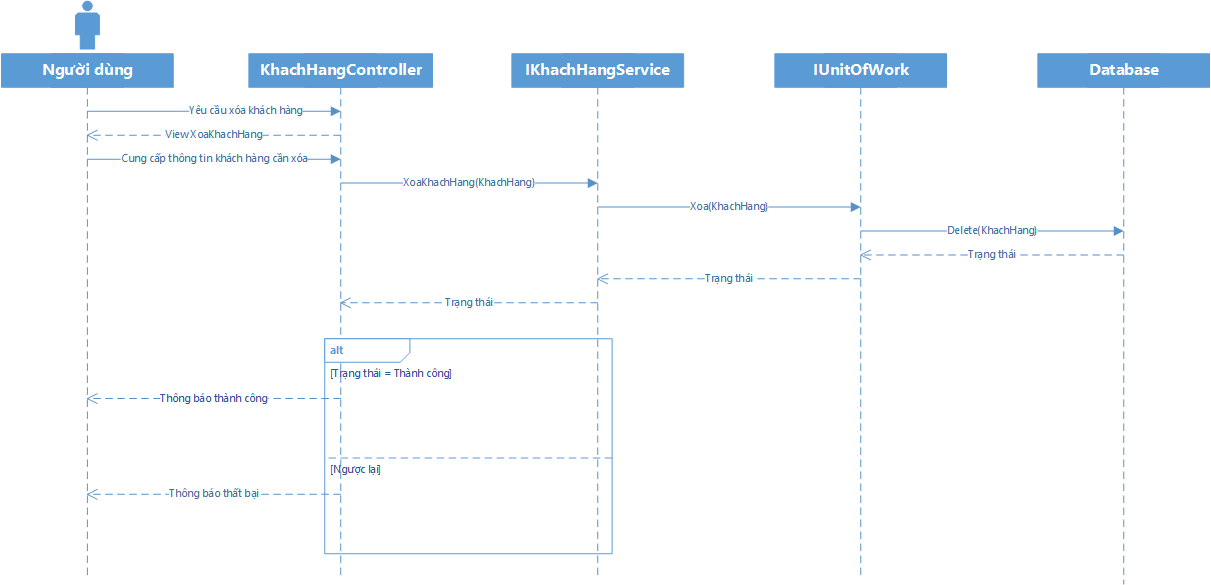 Người dùng
KhachHangController
IKhachHangService
IUnitOfWork
Database
Yêu cầu xóa khách hàng
ViewXoaKhachHang
Cung cấp thông tin khách hàng cần xóa
XoaKhachHang(KhachHang)
Xoa(KhachHang)
Delete(KhachHang)
Trạng thái
Trạng thái
Trạng thái
alt
[Trạng thái = Thành công]
Thông báo thành công
[Ngược lại]
Thông báo thất bại